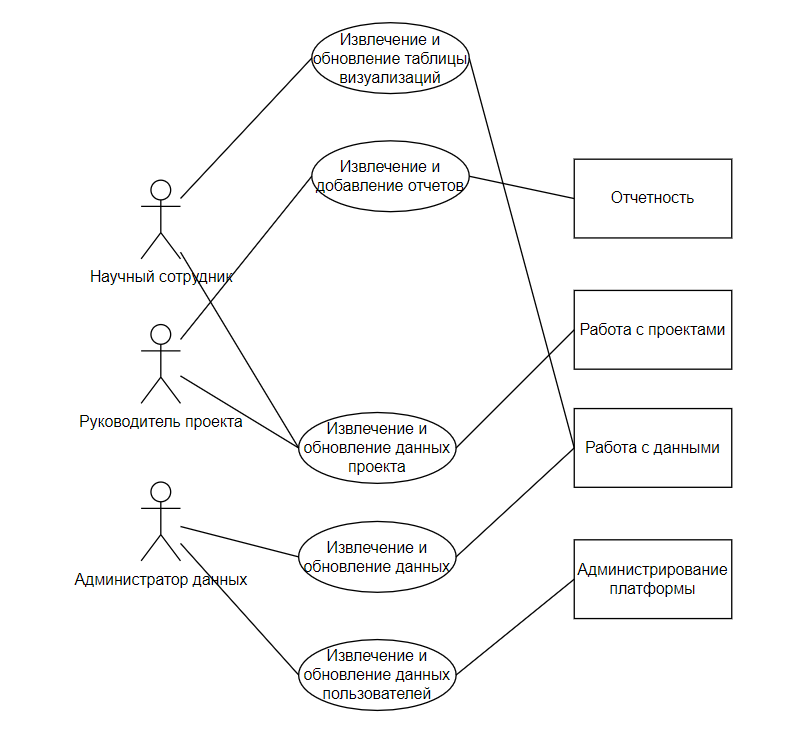 Извлечение и
обновление таблицы
визуализаций
Извлечение и
добавление отчетов
Отчетность
Научный сотрудник
Работа с проектами
Руководитель проекта
Извлечение и
обновление данных
проекта
Работа с данными
Извлечение и
обновление данных
Администратор данных
Администрирование
платформы
Извлечение и
обновление данных
пользователей